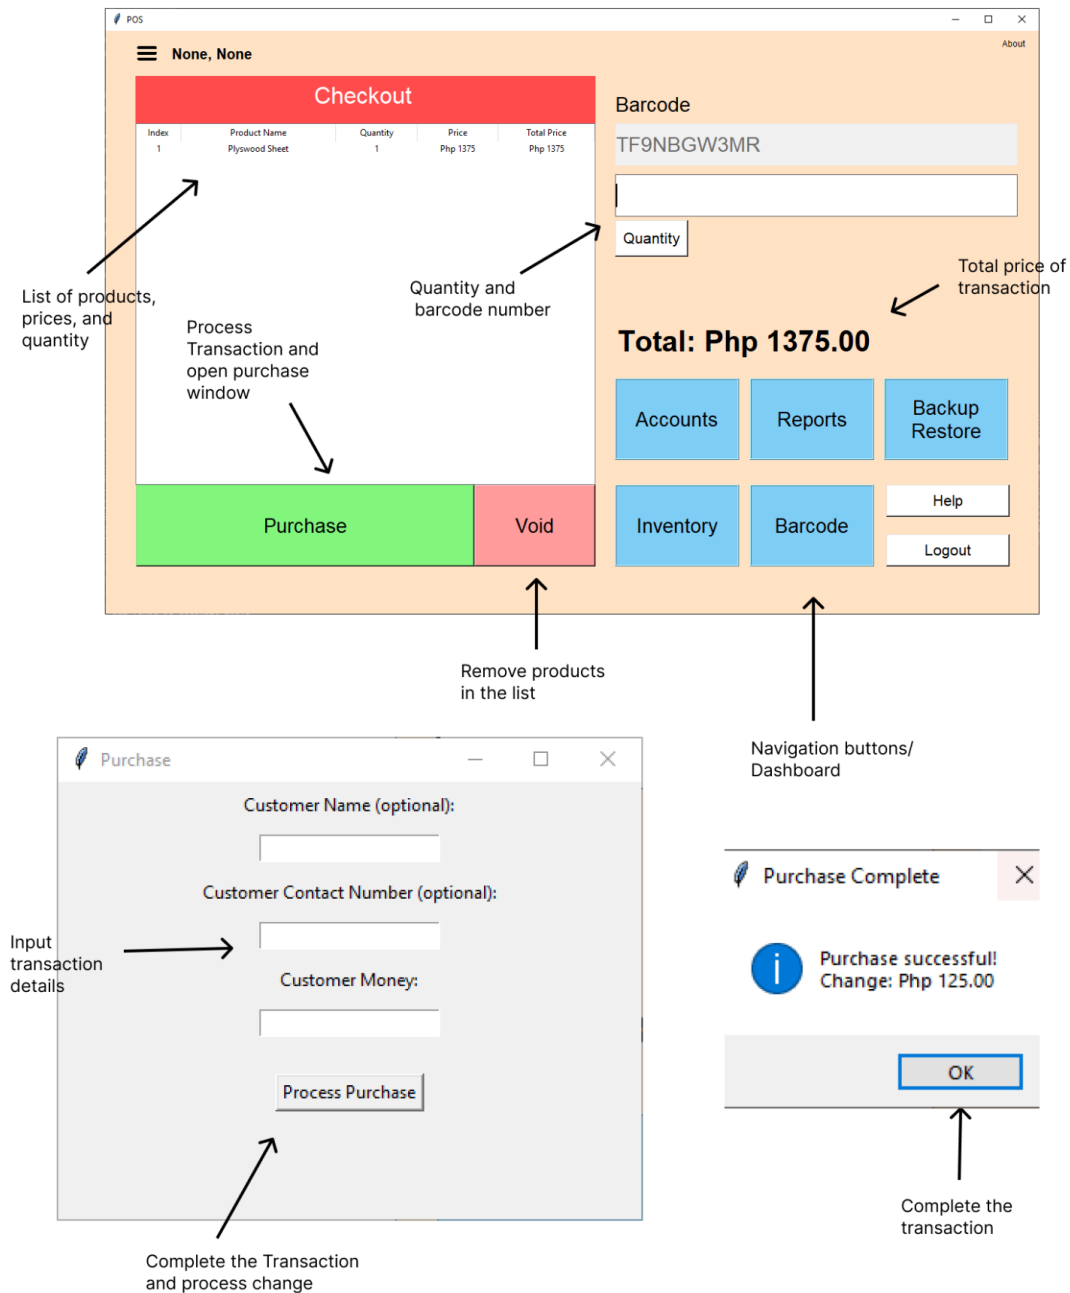 POS
None, None
About
Checkout
Index Product Name Quantity Price Total Price
1 Plyswood Sheet 1 Php 1375 Php 1375
Barcode
TF9NBGW3MR
Quantity
List of products,
prices, and
quantity
Quantity and
barcode number
Total price of
transaction
Process
Transaction and
open purchase
window
Total: Php 1375.00
Accounts
Reports
Backup
Restore
Purchase
Void
Inventory
Barcode
Help
Logout
Remove products
in the list
Navigation buttons/
Dashboard
Purchase
Customer Name (optional):
Customer Contact Number (optional):
Customer Money:
Process Purchase
Input
transaction
details
Complete the Transaction
and process change
Purchase Complete
Purchase successful!
Change: Php 125.00
OK
Complete the
transaction